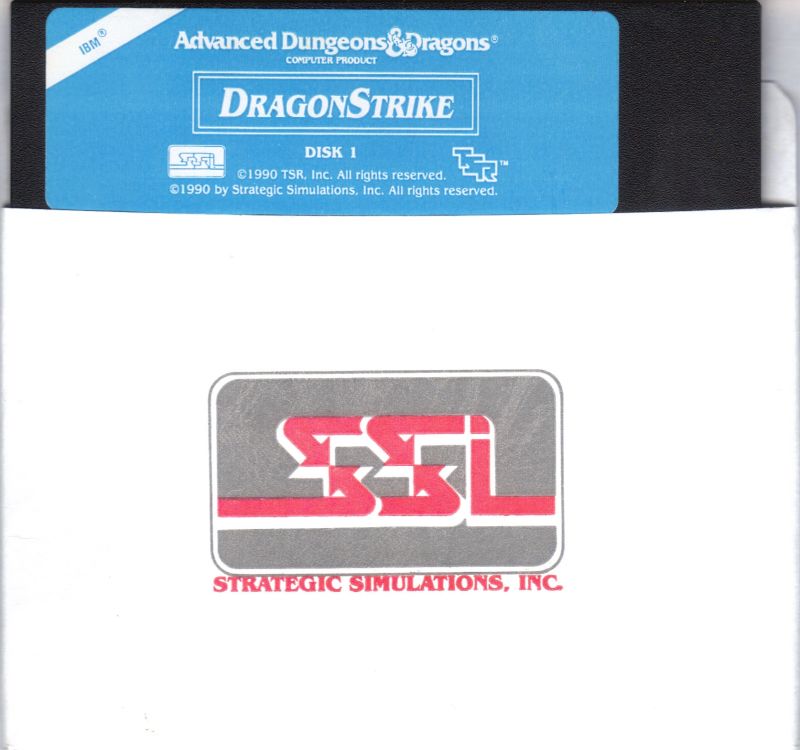 IBM®
Advanced Dungeons & Dragons®
COMPUTER PRODUCT
DRAGONSTRIKE
DISK 1
SSI
TSR™
©1990 TSR, Inc. All rights reserved.
©1990 by Strategic Simulations, Inc. All rights reserved.
SSI
STRATEGIC SIMULATIONS, INC.